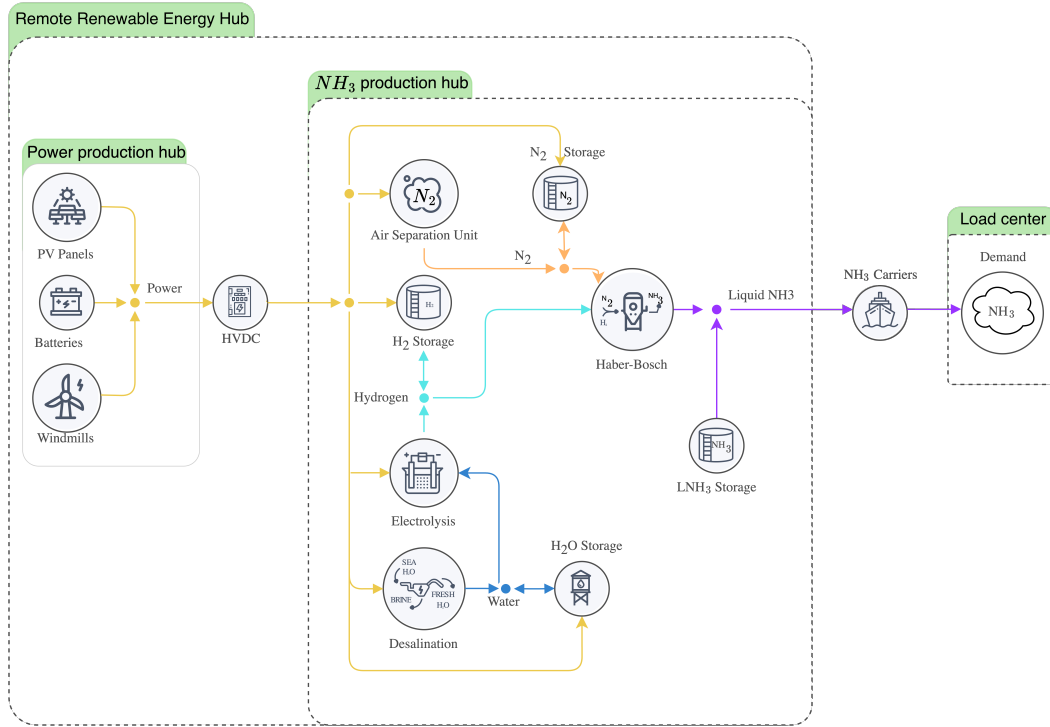 Remote Renewable Energy Hub
NH3 production hub
Power production hub
Load center
PV Panels
Batteries
Windmills
Power
HVDC
N2
Air Separation Unit
N2 Storage
N2
N2
H2
H2 Storage
Hydrogen
N2
H2
NH3
Haber-Bosch
Liquid NH3
NH3 Carriers
Demand
NH3
NH3
LNH3 Storage
+ -
Electrolysis
SEA
H2O
BRINE
FRESH
H2O
Desalination
Water
H2O Storage